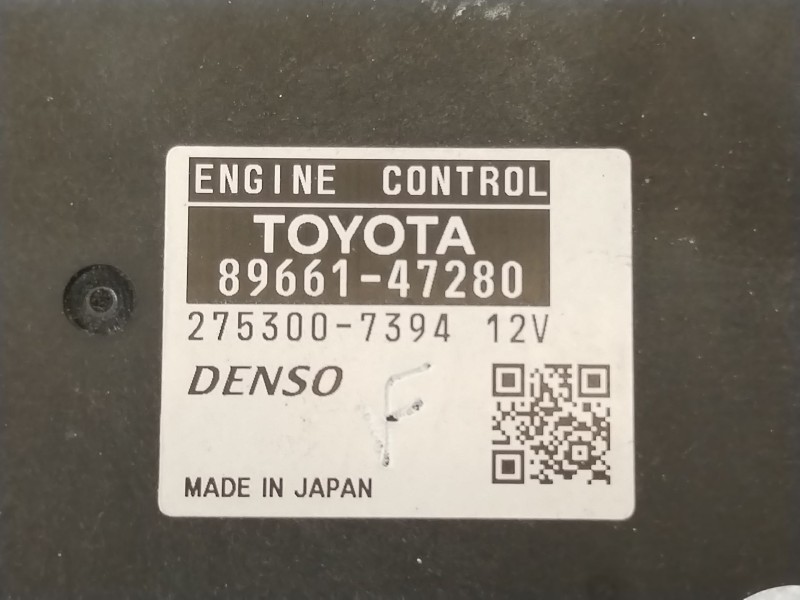 ENGINE CONTROL
TOYOTA
89661-47280
275300-7394 12V
DENSO
F
MADE IN JAPAN